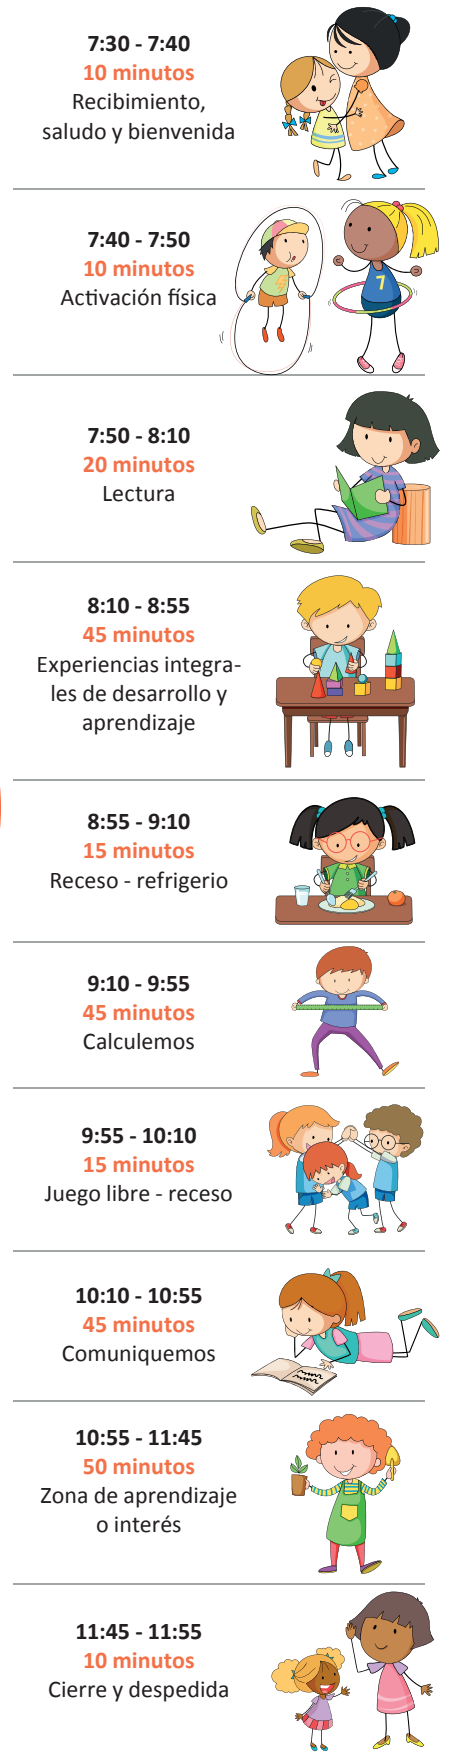 7:30 - 7:40
10 minutos
Recibimiento,
saludo y bienvenida
7:40 - 7:50
10 minutos
Activación física
7
7:50 - 8:10
20 minutos
Lectura
8:10 - 8:55
45 minutos
Experiencias integra-
les de desarrollo y
aprendizaje
8:55 - 9:10
15 minutos
Receso - refrigerio
9:10 - 9:55
45 minutos
Calculemos
9:55 - 10:10
15 minutos
Juego libre - receso
10:10 - 10:55
45 minutos
Comuniquemos
10:55 - 11:45
50 minutos
Zona de aprendizaje
o interés
11:45 - 11:55
10 minutos
Cierre y despedida